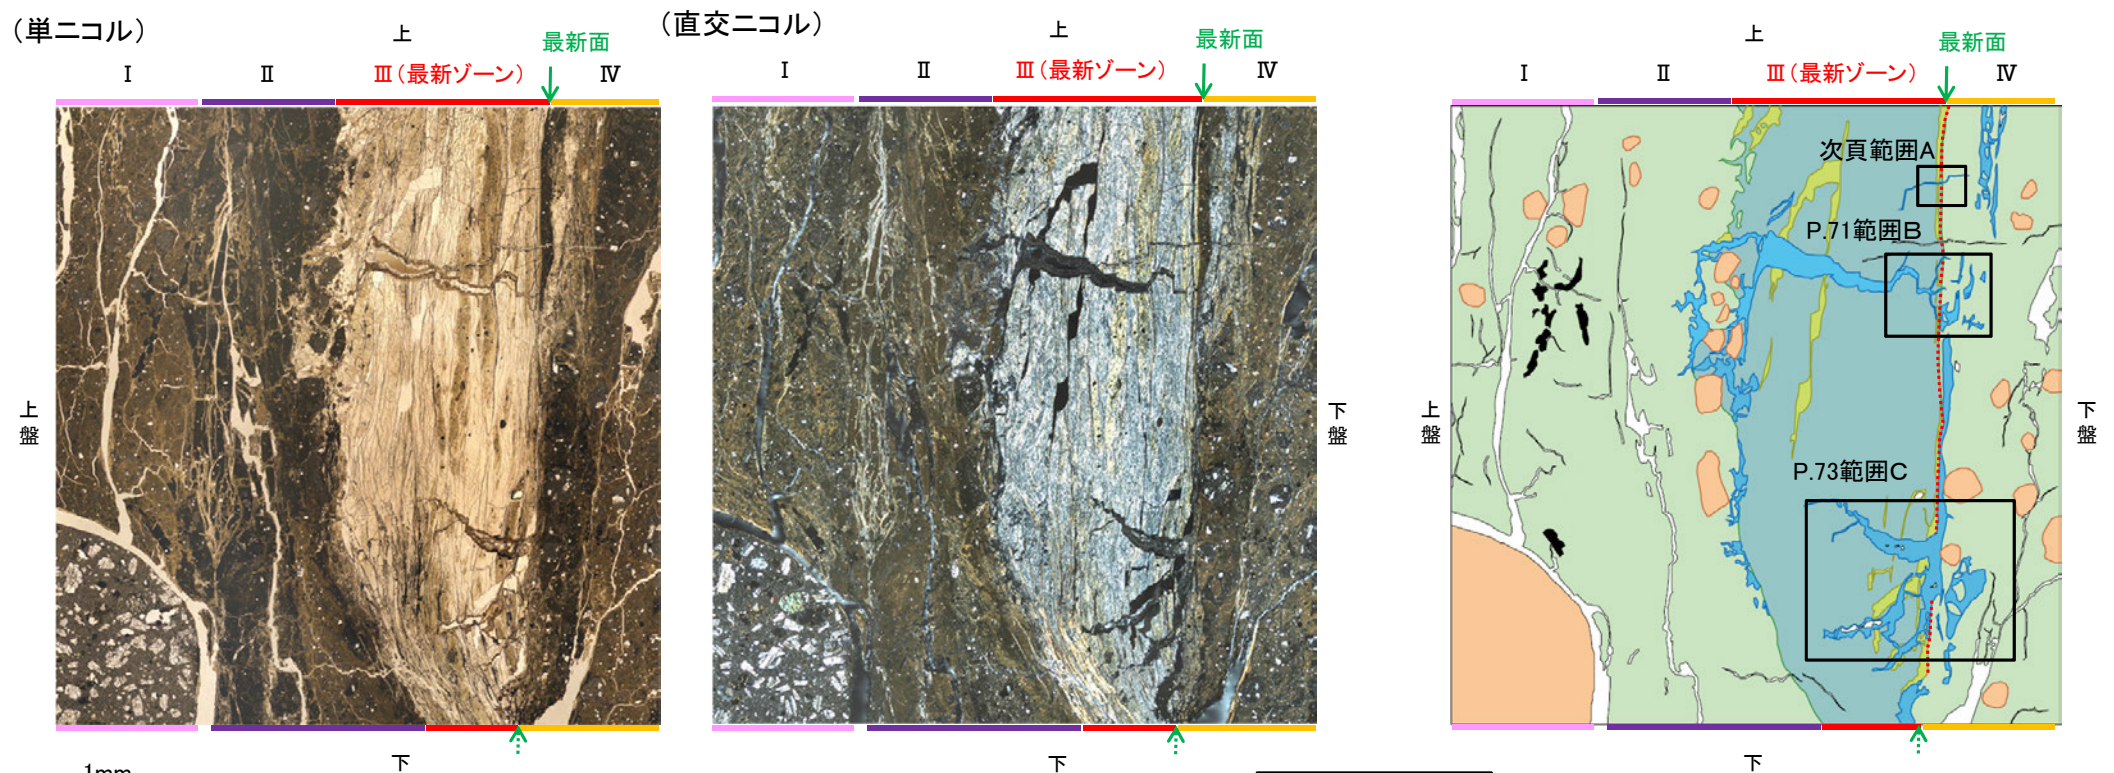 (単ニコル)
上
最新面
Ⅰ
Ⅱ
Ⅲ(最新ゾーン)
Ⅳ
上盤
下
1mm
(直交ニコル)
上
最新面
Ⅰ
Ⅱ
Ⅲ(最新ゾーン)
Ⅳ
下盤
下
上
最新面
Ⅰ
Ⅱ
Ⅲ(最新ゾーン)
Ⅳ
次頁範囲A
P.71範囲B
上盤
下盤
P.73範囲C
下